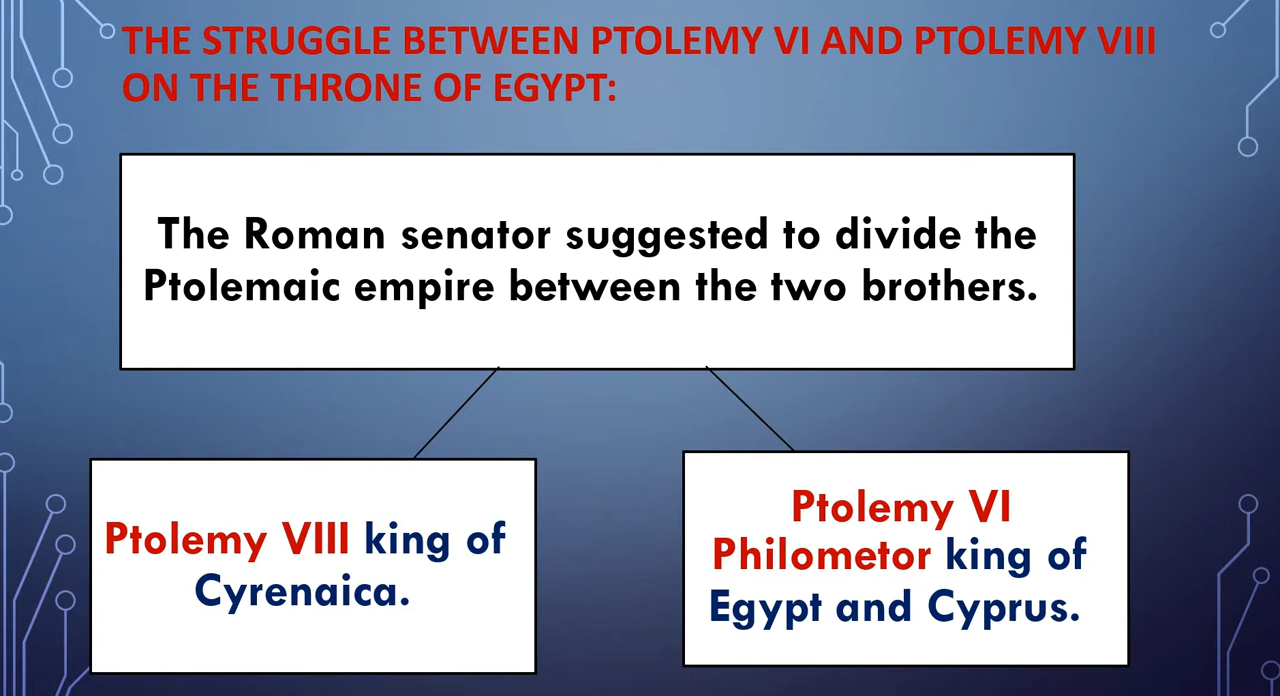 THE STRUGGLE BETWEEN PTOLEMY VI AND PTOLEMY VIII
ON THE THRONE OF EGYPT:
The Roman senator suggested to divide the
Ptolemaic empire between the two brothers.
Ptolemy VIII king of
Cyrenaica.
Ptolemy VI
Philometor king of
Egypt and Cyprus.